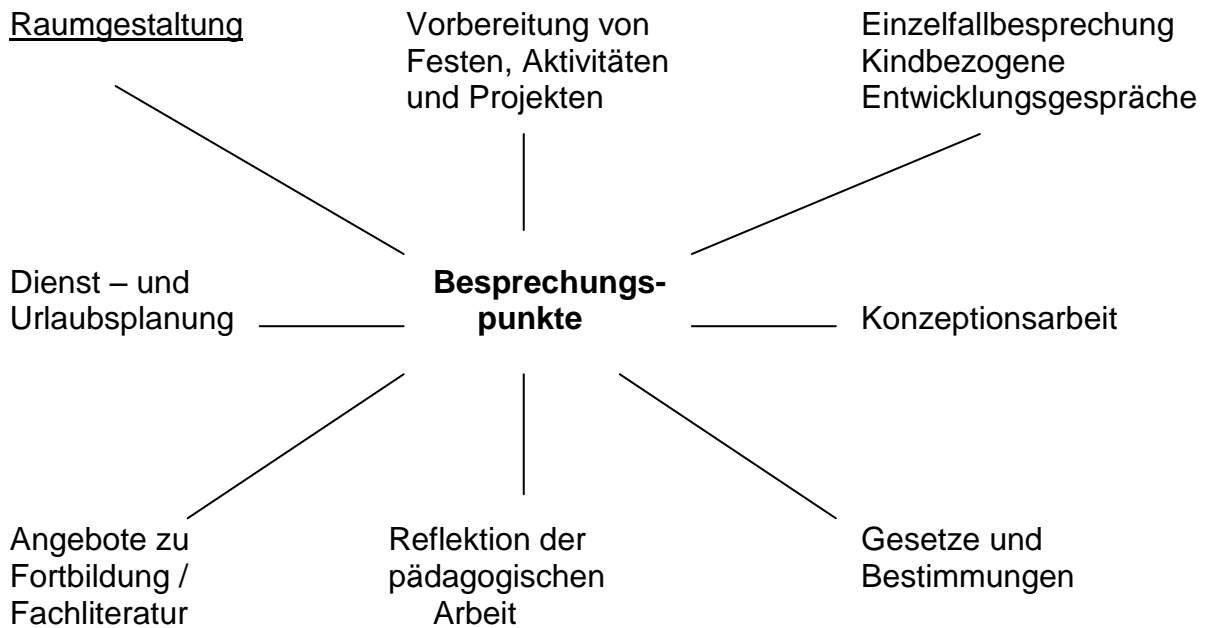 Raumgestaltung
Vorbereitung von
Festen, Aktivitäten
und Projekten
Einzelfallbesprechung
Kindbezogene
Entwicklungsgespräche
Dienst – und
Urlaubsplanung
Besprechungs-
punkte
Konzeptionsarbeit
Angebote zu
Fortbildung /
Fachliteratur
Reflektion der
pädagogischen
Arbeit
Gesetze und
Bestimmungen